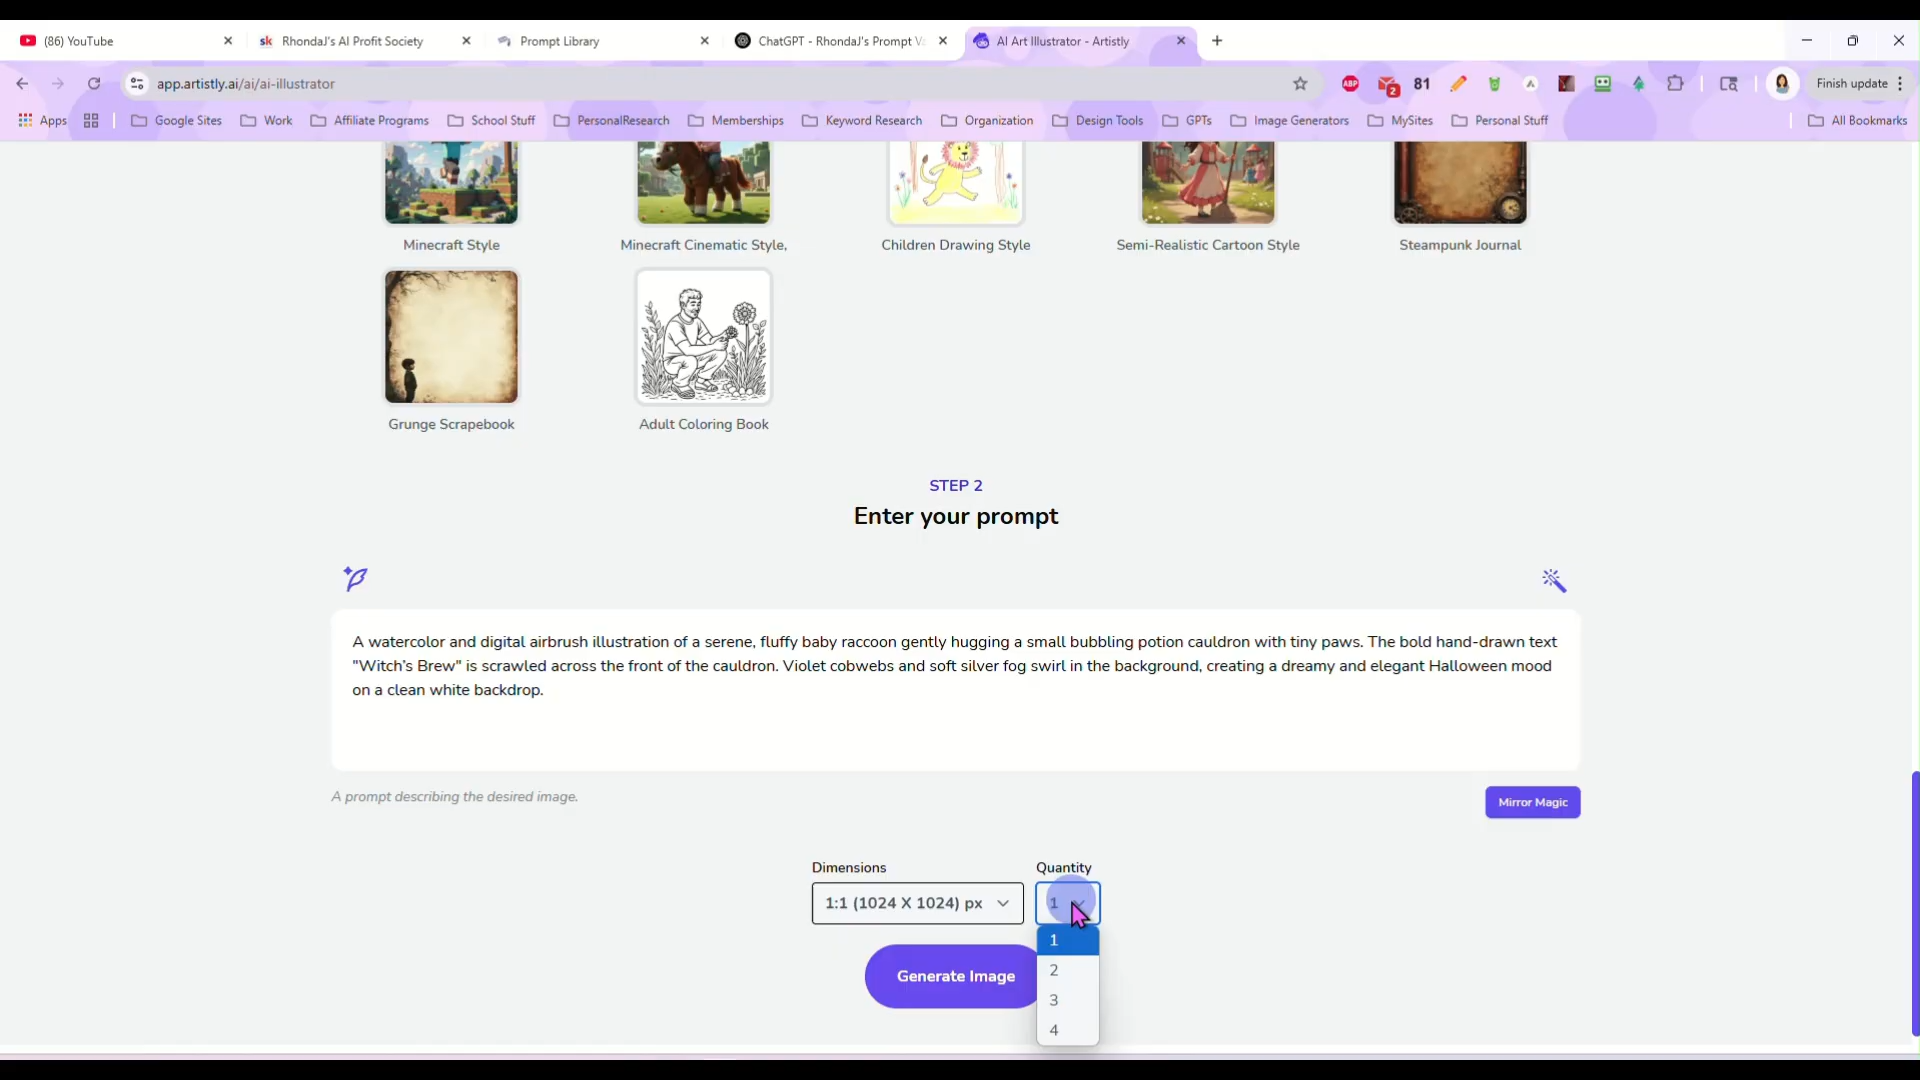 (86) YouTube
sk RhondaJ's AI Profit Society
Prompt Library
ChatGPT - RhondaJ's Prompt Va
AI Art Illustrator - Artistly
app.artistly.ai/ai/ai-illustrator
ABP
2
81
Finish update
Apps
Google Sites
Work
Affiliate Programs
School Stuff
PersonalResearch
Memberships
Keyword Research
Organization
Design Tools
GPTs
Image Generators
MySites
Personal Stuff
All Bookmarks
Minecraft Style
Minecraft Cinematic Style,
Children Drawing Style
Semi-Realistic Cartoon Style
Steampunk Journal
Grunge Scrapebook
Adult Coloring Book
STEP 2
Enter your prompt
A watercolor and digital airbrush illustration of a serene, fluffy baby raccoon gently hugging a small bubbling potion cauldron with tiny paws. The bold hand-drawn text
"Witch's Brew" is scrawled across the front of the cauldron. Violet cobwebs and soft silver fog swirl in the background, creating a dreamy and elegant Halloween mood
on a clean white backdrop.
A prompt describing the desired image.
Mirror Magic
Dimensions
Quantity
1:1 (1024 X 1024) px
1
1
2
3
4
Generate Image